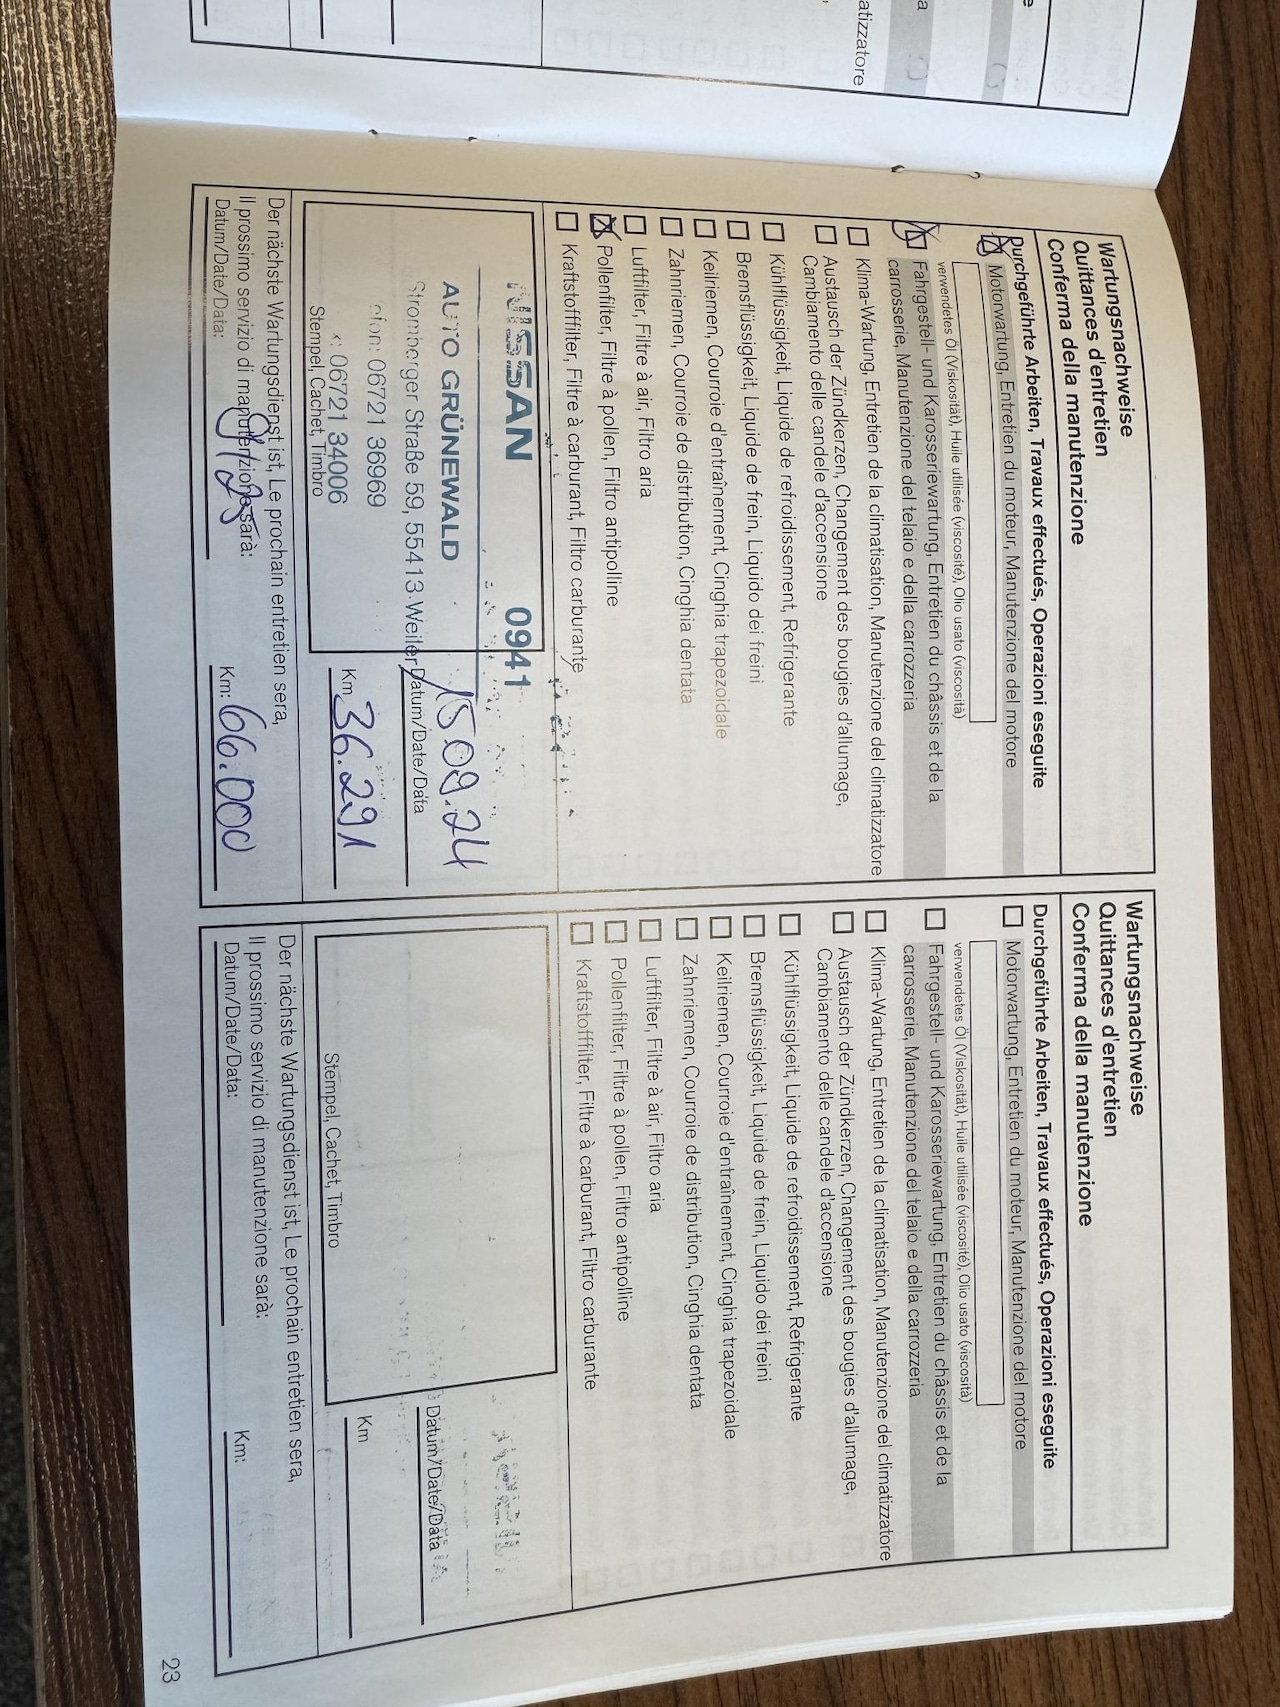 atizzatore
Wartungsnachweise
Quittances d'entretien
Conferma della manutenzione
Durchgeführte Arbeiten, Travaux effectués, Operazioni eseguite
Motorwartung, Entretien du moteur, Manutenzione del motore
verwendetes Öl (Viskosität), Huile utilisée (viscosité), Olio usato (viscosità)
Fahrgestell- und Karosseriewartung, Entretien du châssis et de la
carrosserie, Manutenzione del telaio e della carrozzeria
Klima-Wartung, Entretien de la climatisation, Manutenzione del climatizzatore
Austausch der Zündkerzen, Changement des bougies d'allumage,
Cambiamento delle candele d'accensione
Kühlflüssigkeit, Liquide de refroidissement, Refrigerante
Bremsflüssigkeit, Liquide de frein, Liquido dei freini
Keilriemen, Courroie d'entraînement, Cinghia trapezoidale
Zahnriemen, Courroie de distribution, Cinghia dentata
Luftfilter, Filtre à air, Filtro aria
Pollenfilter, Filtre à pollen, Filtro antipolline
Kraftstofffilter, Filtre à carburant, Filtro carburante
NISSAN 0941
AUTO GRÜNEWALD
Stromberger Straße 59, 55413 Weiler
efon: 06721 36969
x: 06721 34006
Stempel, Cachet, Timbro
15.09.24
Datum/Date/Data
Km 36.291
Der nächste Wartungsdienst ist, Le prochain entretien sera,
Il prossimo servizio di manutenzione sarà:
Datum/Date/Data: 9/25
Km: 66.000
Wartungsnachweise
Quittances d'entretien
Conferma della manutenzione
Durchgeführte Arbeiten, Travaux effectués, Operazioni eseguite
Motorwartung, Entretien du moteur, Manutenzione del motore
verwendetes Öl (Viskosität), Huile utilisée (viscosité), Olio usato (viscosità)
Fahrgestell- und Karosseriewartung, Entretien du châssis et de la
carrosserie, Manutenzione del telaio e della carrozzeria
Klima-Wartung, Entretien de la climatisation, Manutenzione del climatizzatore
Austausch der Zündkerzen, Changement des bougies d'allumage,
Cambiamento delle candele d'accensione
Kühlflüssigkeit, Liquide de refroidissement, Refrigerante
Bremsflüssigkeit, Liquide de frein, Liquido dei freini
Keilriemen, Courroie d'entraînement, Cinghia trapezoidale
Zahnriemen, Courroie de distribution, Cinghia dentata
Luftfilter, Filtre à air, Filtro aria
Pollenfilter, Filtre à pollen, Filtro antipolline
Kraftstofffilter, Filtre à carburant, Filtro carburante
Stempel, Cachet, Timbro
Datum/Date/Data
Km
Der nächste Wartungsdienst ist, Le prochain entretien sera,
Il prossimo servizio di manutenzione sarà:
Datum/Date/Data:
Km:
23